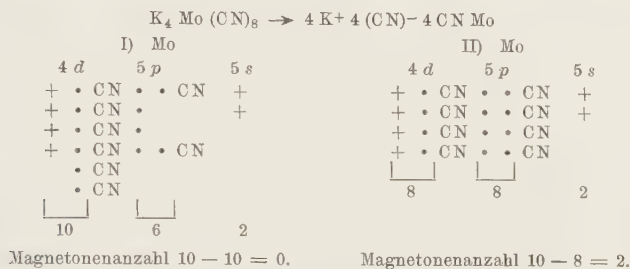 K₄ Mo (CN)₈ → 4 K+ 4 (CN)− 4 CN Mo
I) Mo
4 d 5 p 5 s
+ • CN • • CN +
+ • CN • +
+ • CN •
+ • CN • • CN
• CN
• CN
10 6 2
Magnetonenanzahl 10 — 10 = 0.
II) Mo
4 d 5 p 5 s
+ • CN • • CN +
+ • CN • • CN +
+ • CN • • CN
+ • CN • • CN
8 8 2
Magnetonenanzahl 10 — 8 = 2.